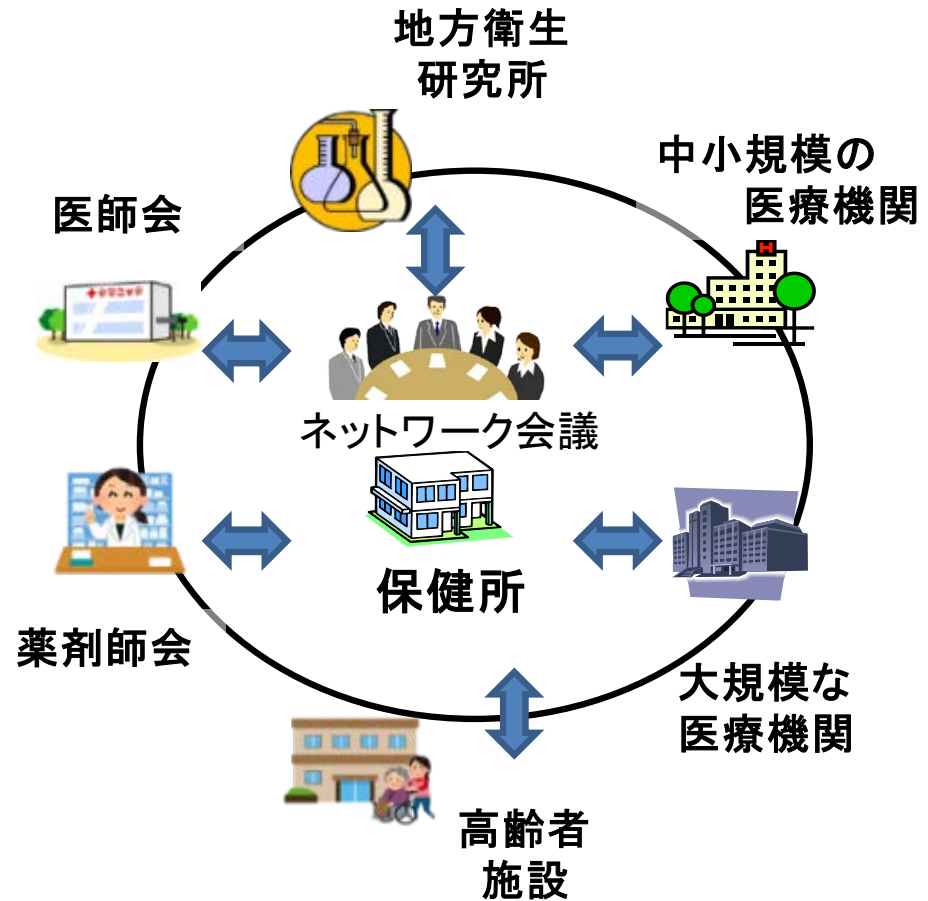 地方衛生
研究所
中小規模の
医療機関
医師会
ネットワーク会議
保健所
薬剤師会
大規模な
医療機関
高齢者
施設
H